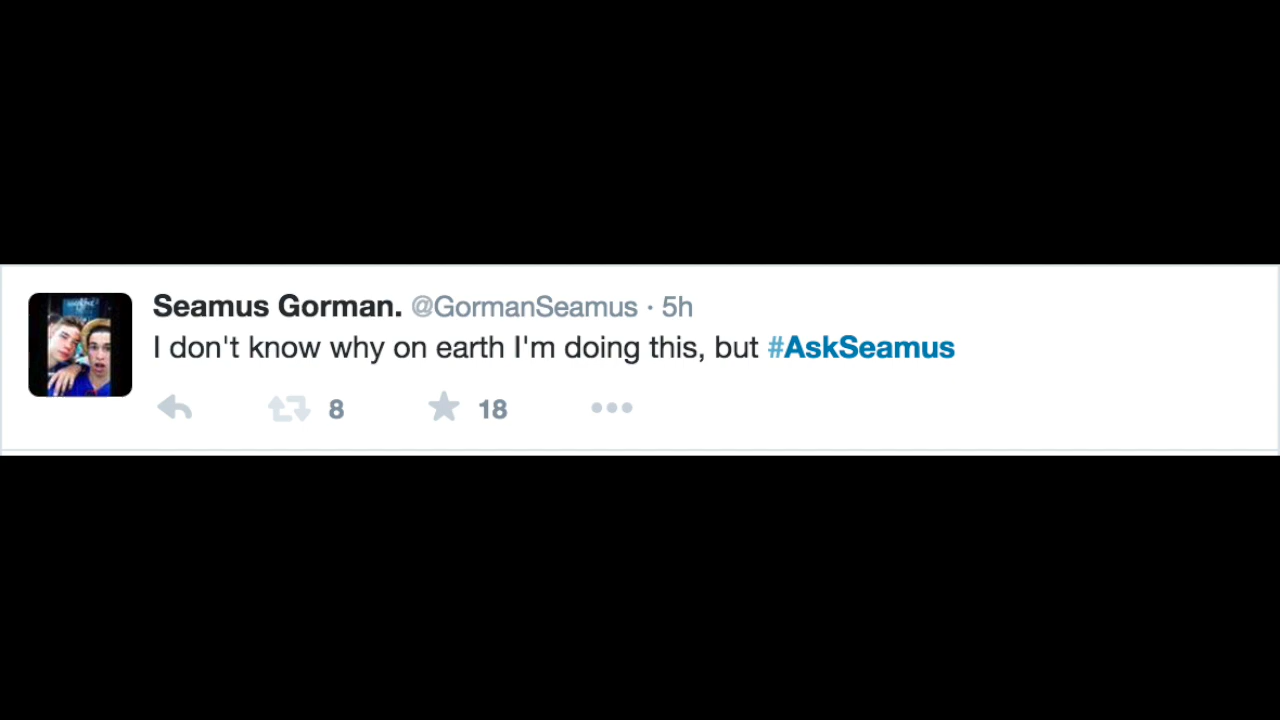 Seamus Gorman. @GormanSeamus · 5h
I don't know why on earth I'm doing this, but #AskSeamus
8 18